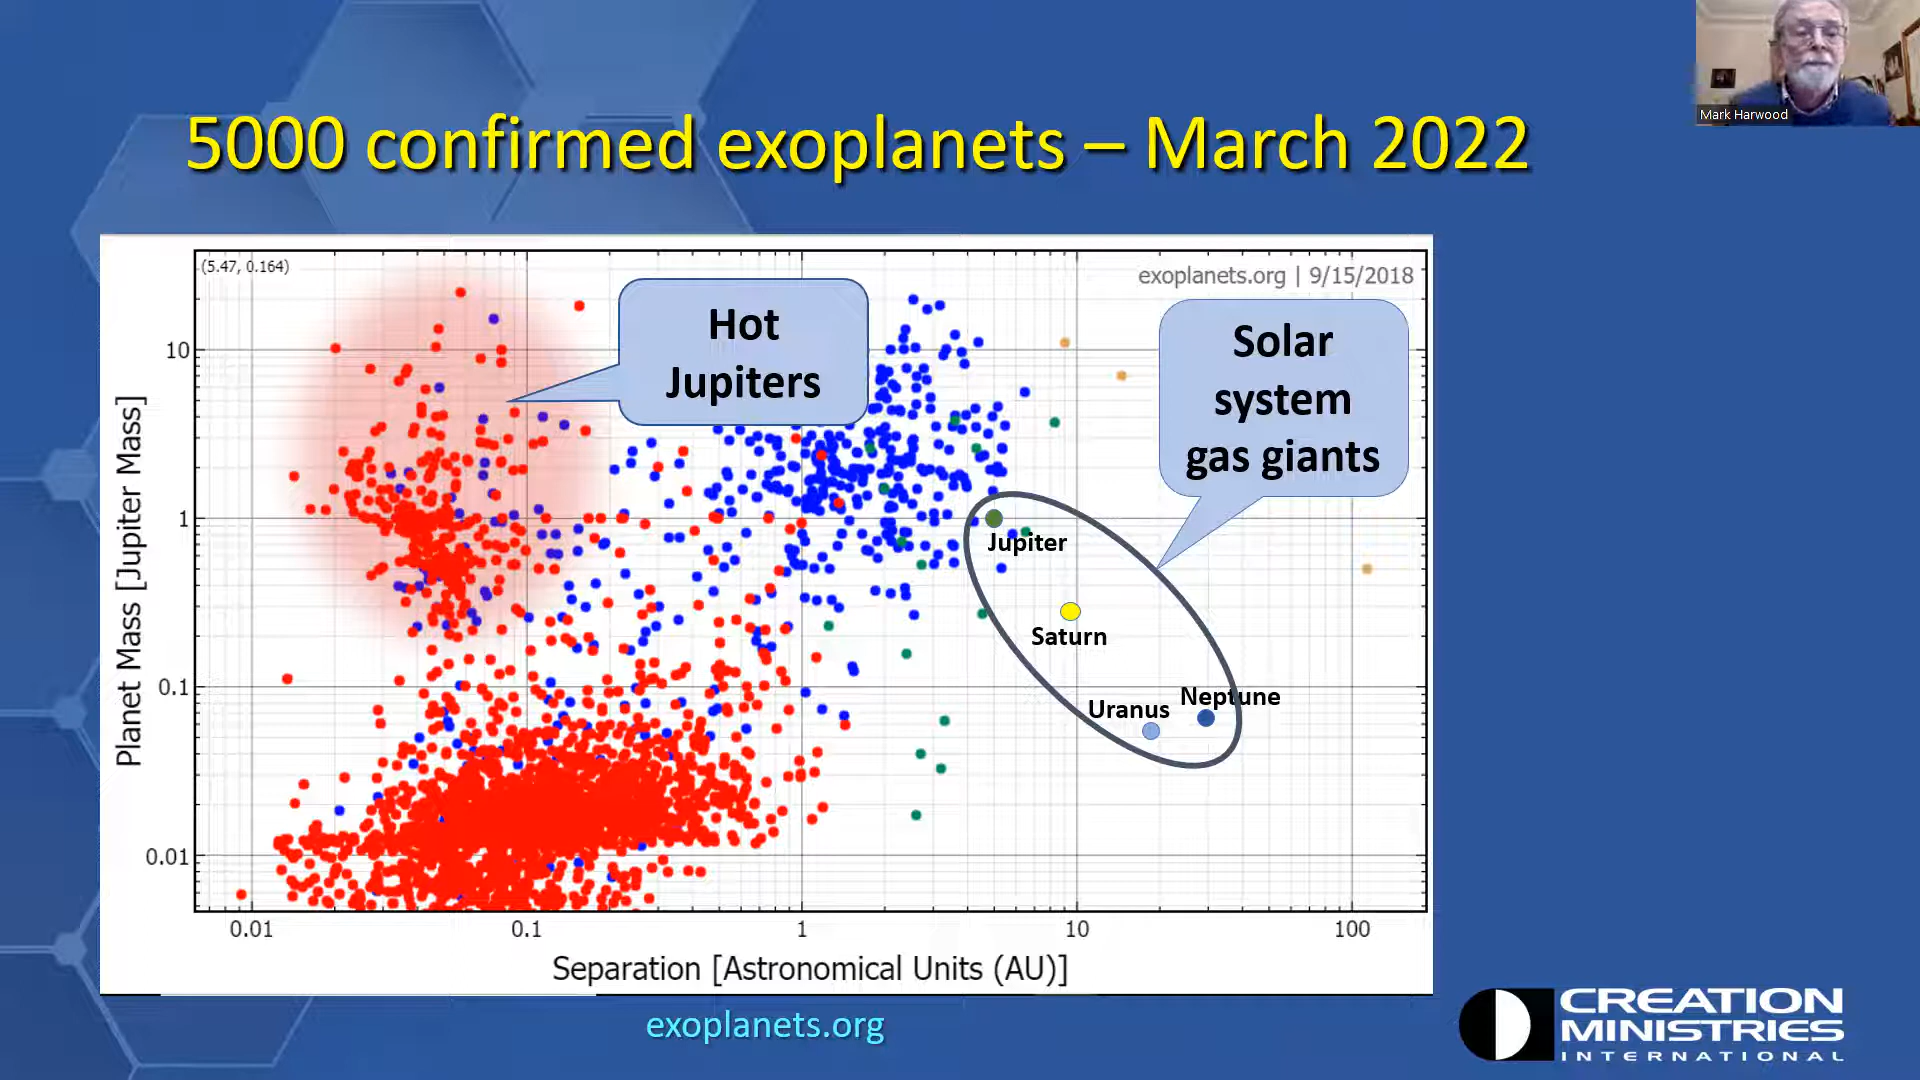 Mark Harwood
5000 confirmed exoplanets – March 2022
(5.47, 0.164)
exoplanets.org | 9/15/2018
Hot
Jupiters
Solar
system
gas giants
10
1
0.1
0.01
Planet Mass [Jupiter Mass]
Jupiter
Saturn
Uranus
Neptune
0.01
0.1
1
10
100
Separation [Astronomical Units (AU)]
exoplanets.org
CREATION
MINISTRIES
INTERNATIONAL